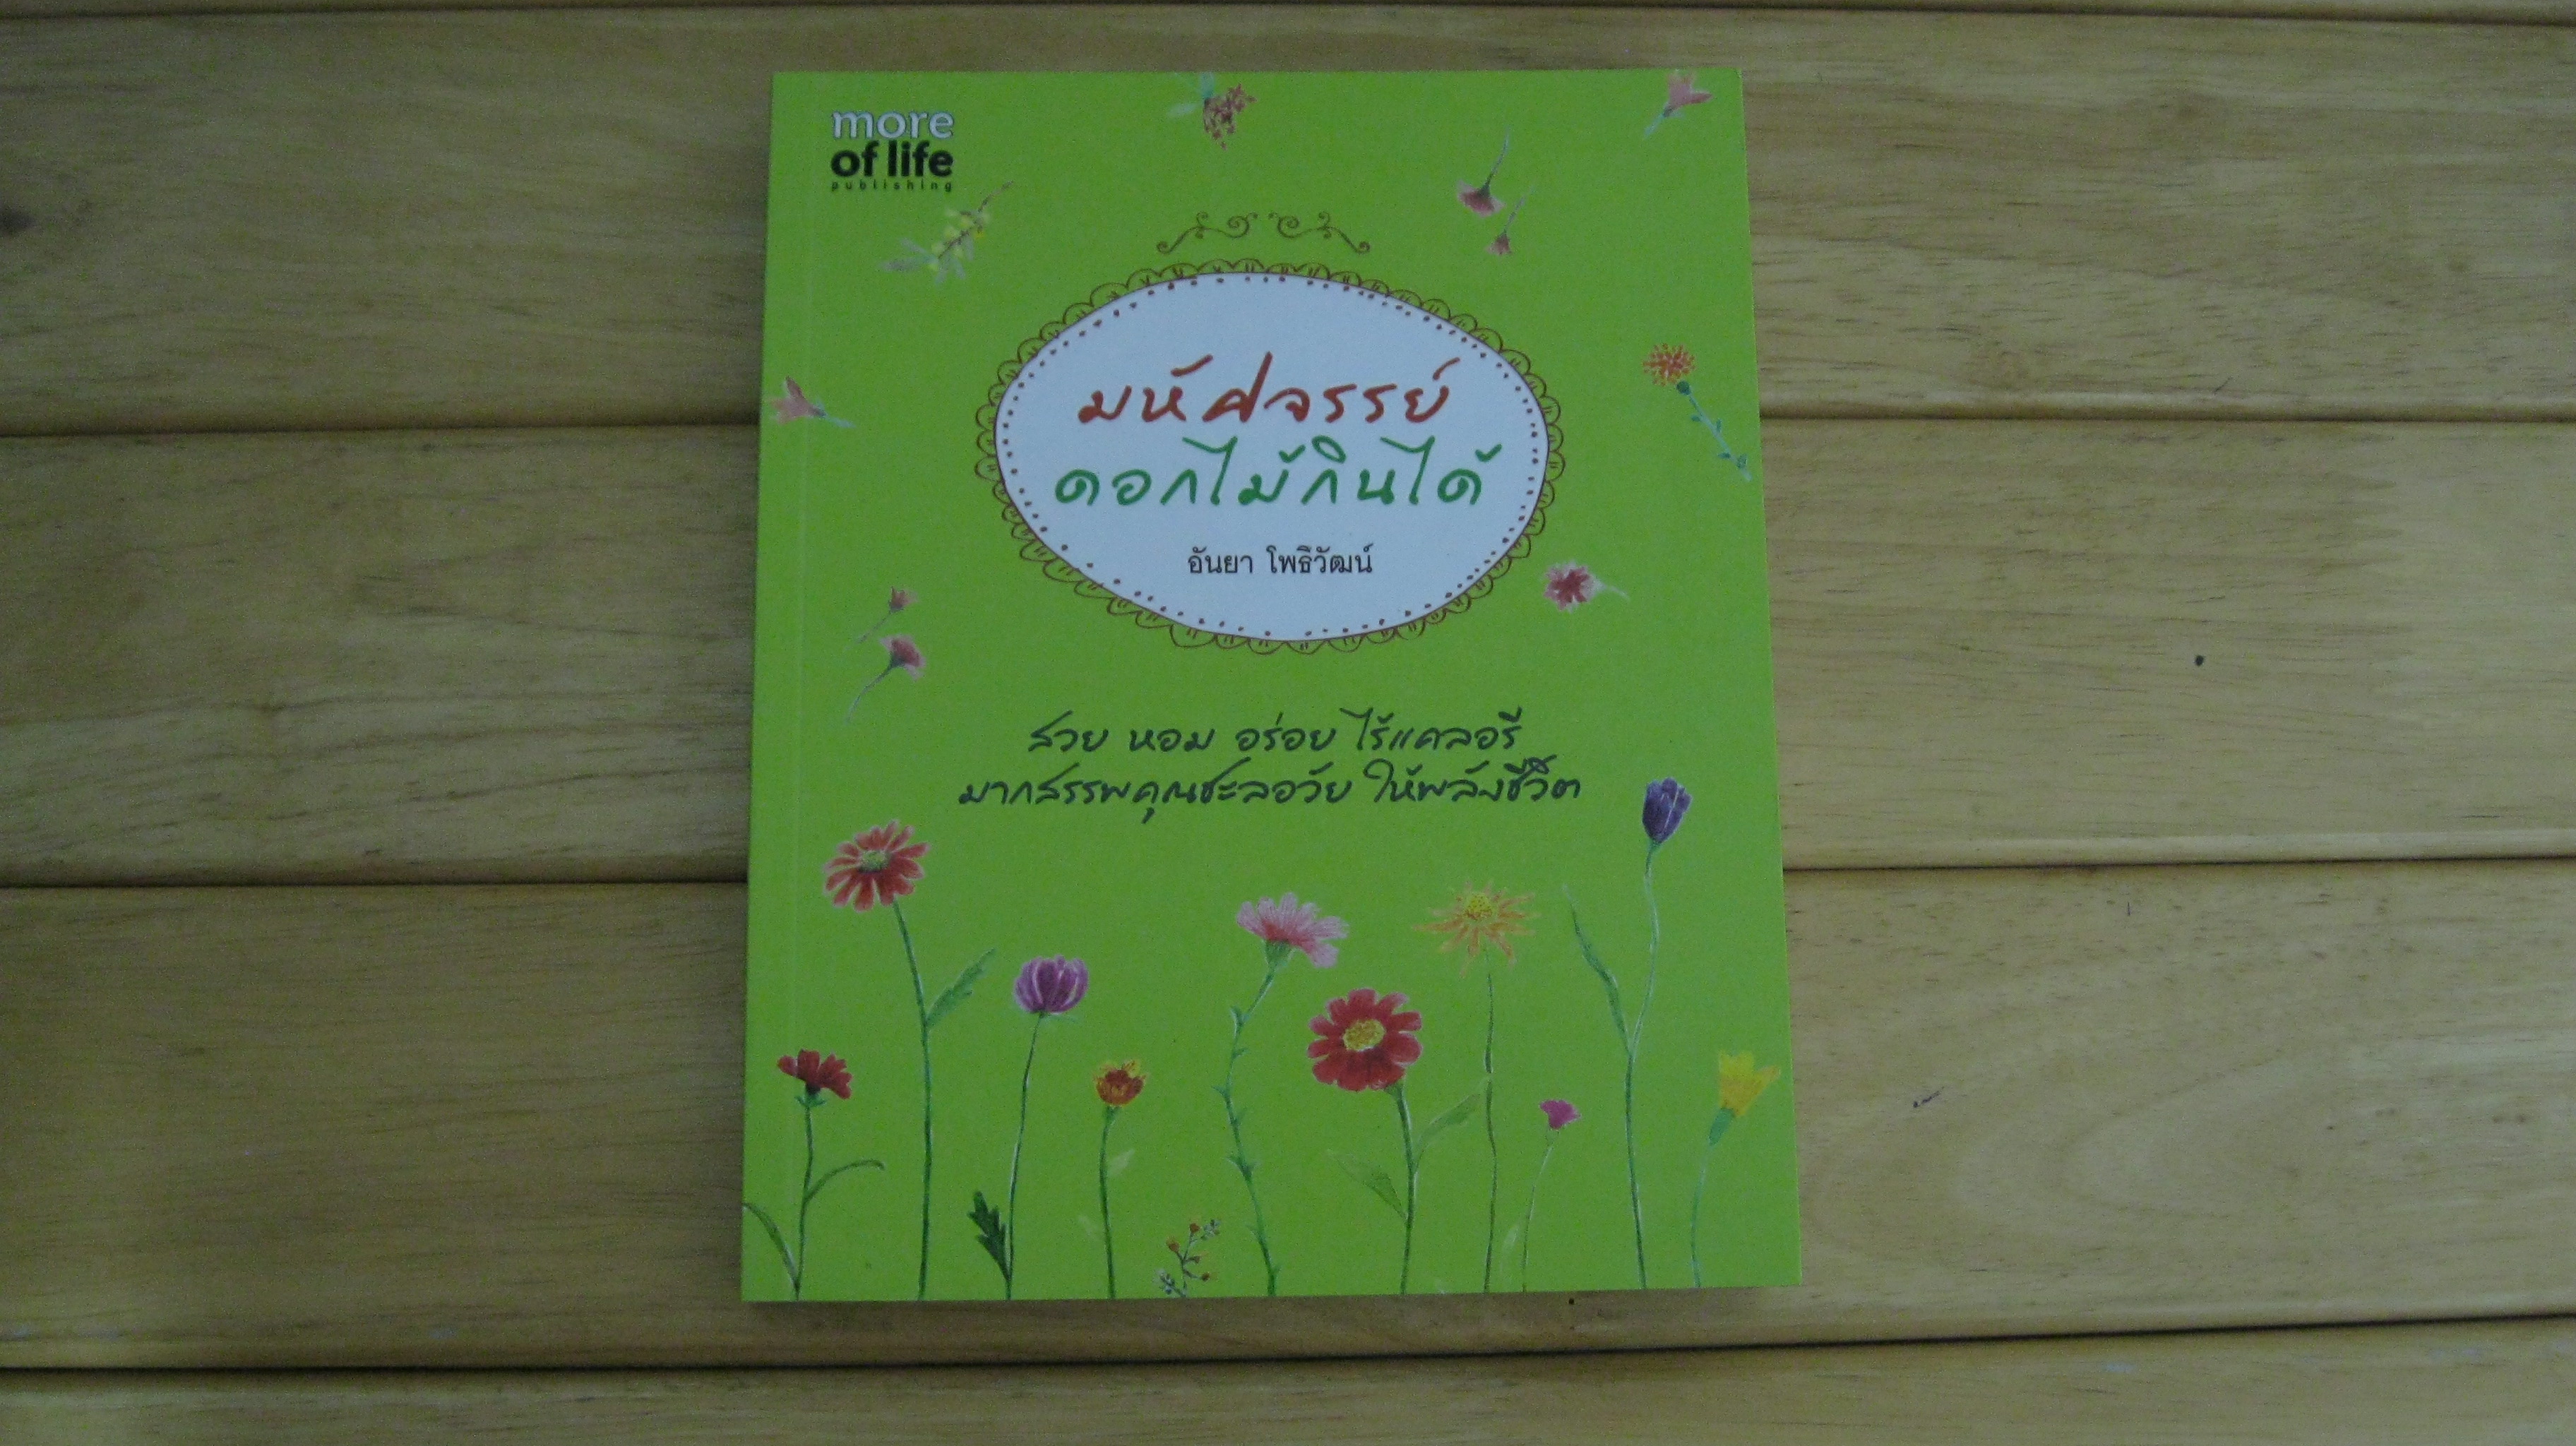 more
of life
publishing
มหัศจรรย์
ดอกไม้กินได้
อันยา โพธิวัฒน์
สวย หอม อร่อย ไร้แคลอรี
มากสรรพคุณชะลอวัย ให้พลังชีวิต